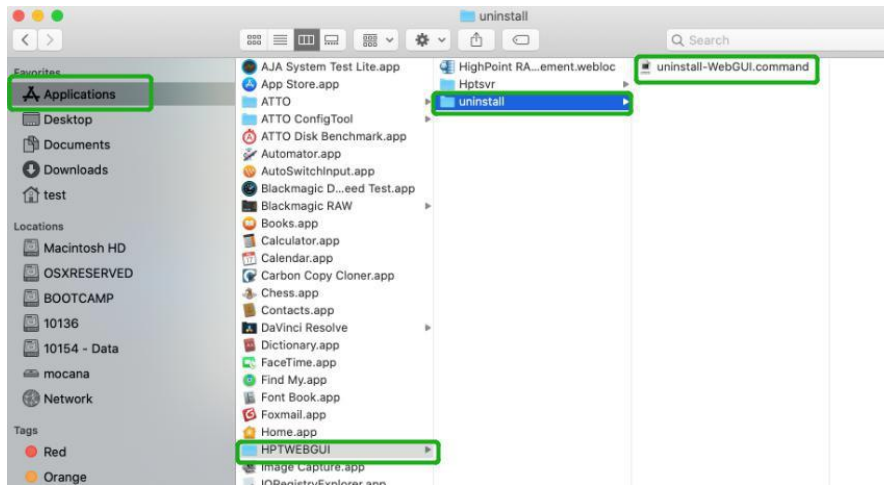 uninstall
Search
Favorites
Applications
Desktop
Documents
Downloads
test
Locations
Macintosh HD
OSXRESERVED
BOOTCAMP
10136
10154 - Data
mocana
Network
Tags
Red
Orange
AJA System Test Lite.app
App Store.app
ATTO
ATTO ConfigTool
ATTO Disk Benchmark.app
Automator.app
AutoSwitchInput.app
Blackmagic D...eed Test.app
Blackmagic RAW
Books.app
Calculator.app
Calendar.app
Carbon Copy Cloner.app
Chess.app
Contacts.app
DaVinci Resolve
Dictionary.app
FaceTime.app
Find My.app
Font Book.app
Foxmail.app
Home.app
HPTWEBGUI
Image Capture.app
IORegistryExplorer.app
HighPoint RA...ement.webloc
Hptsvr
uninstall
uninstall-WebGUI.command